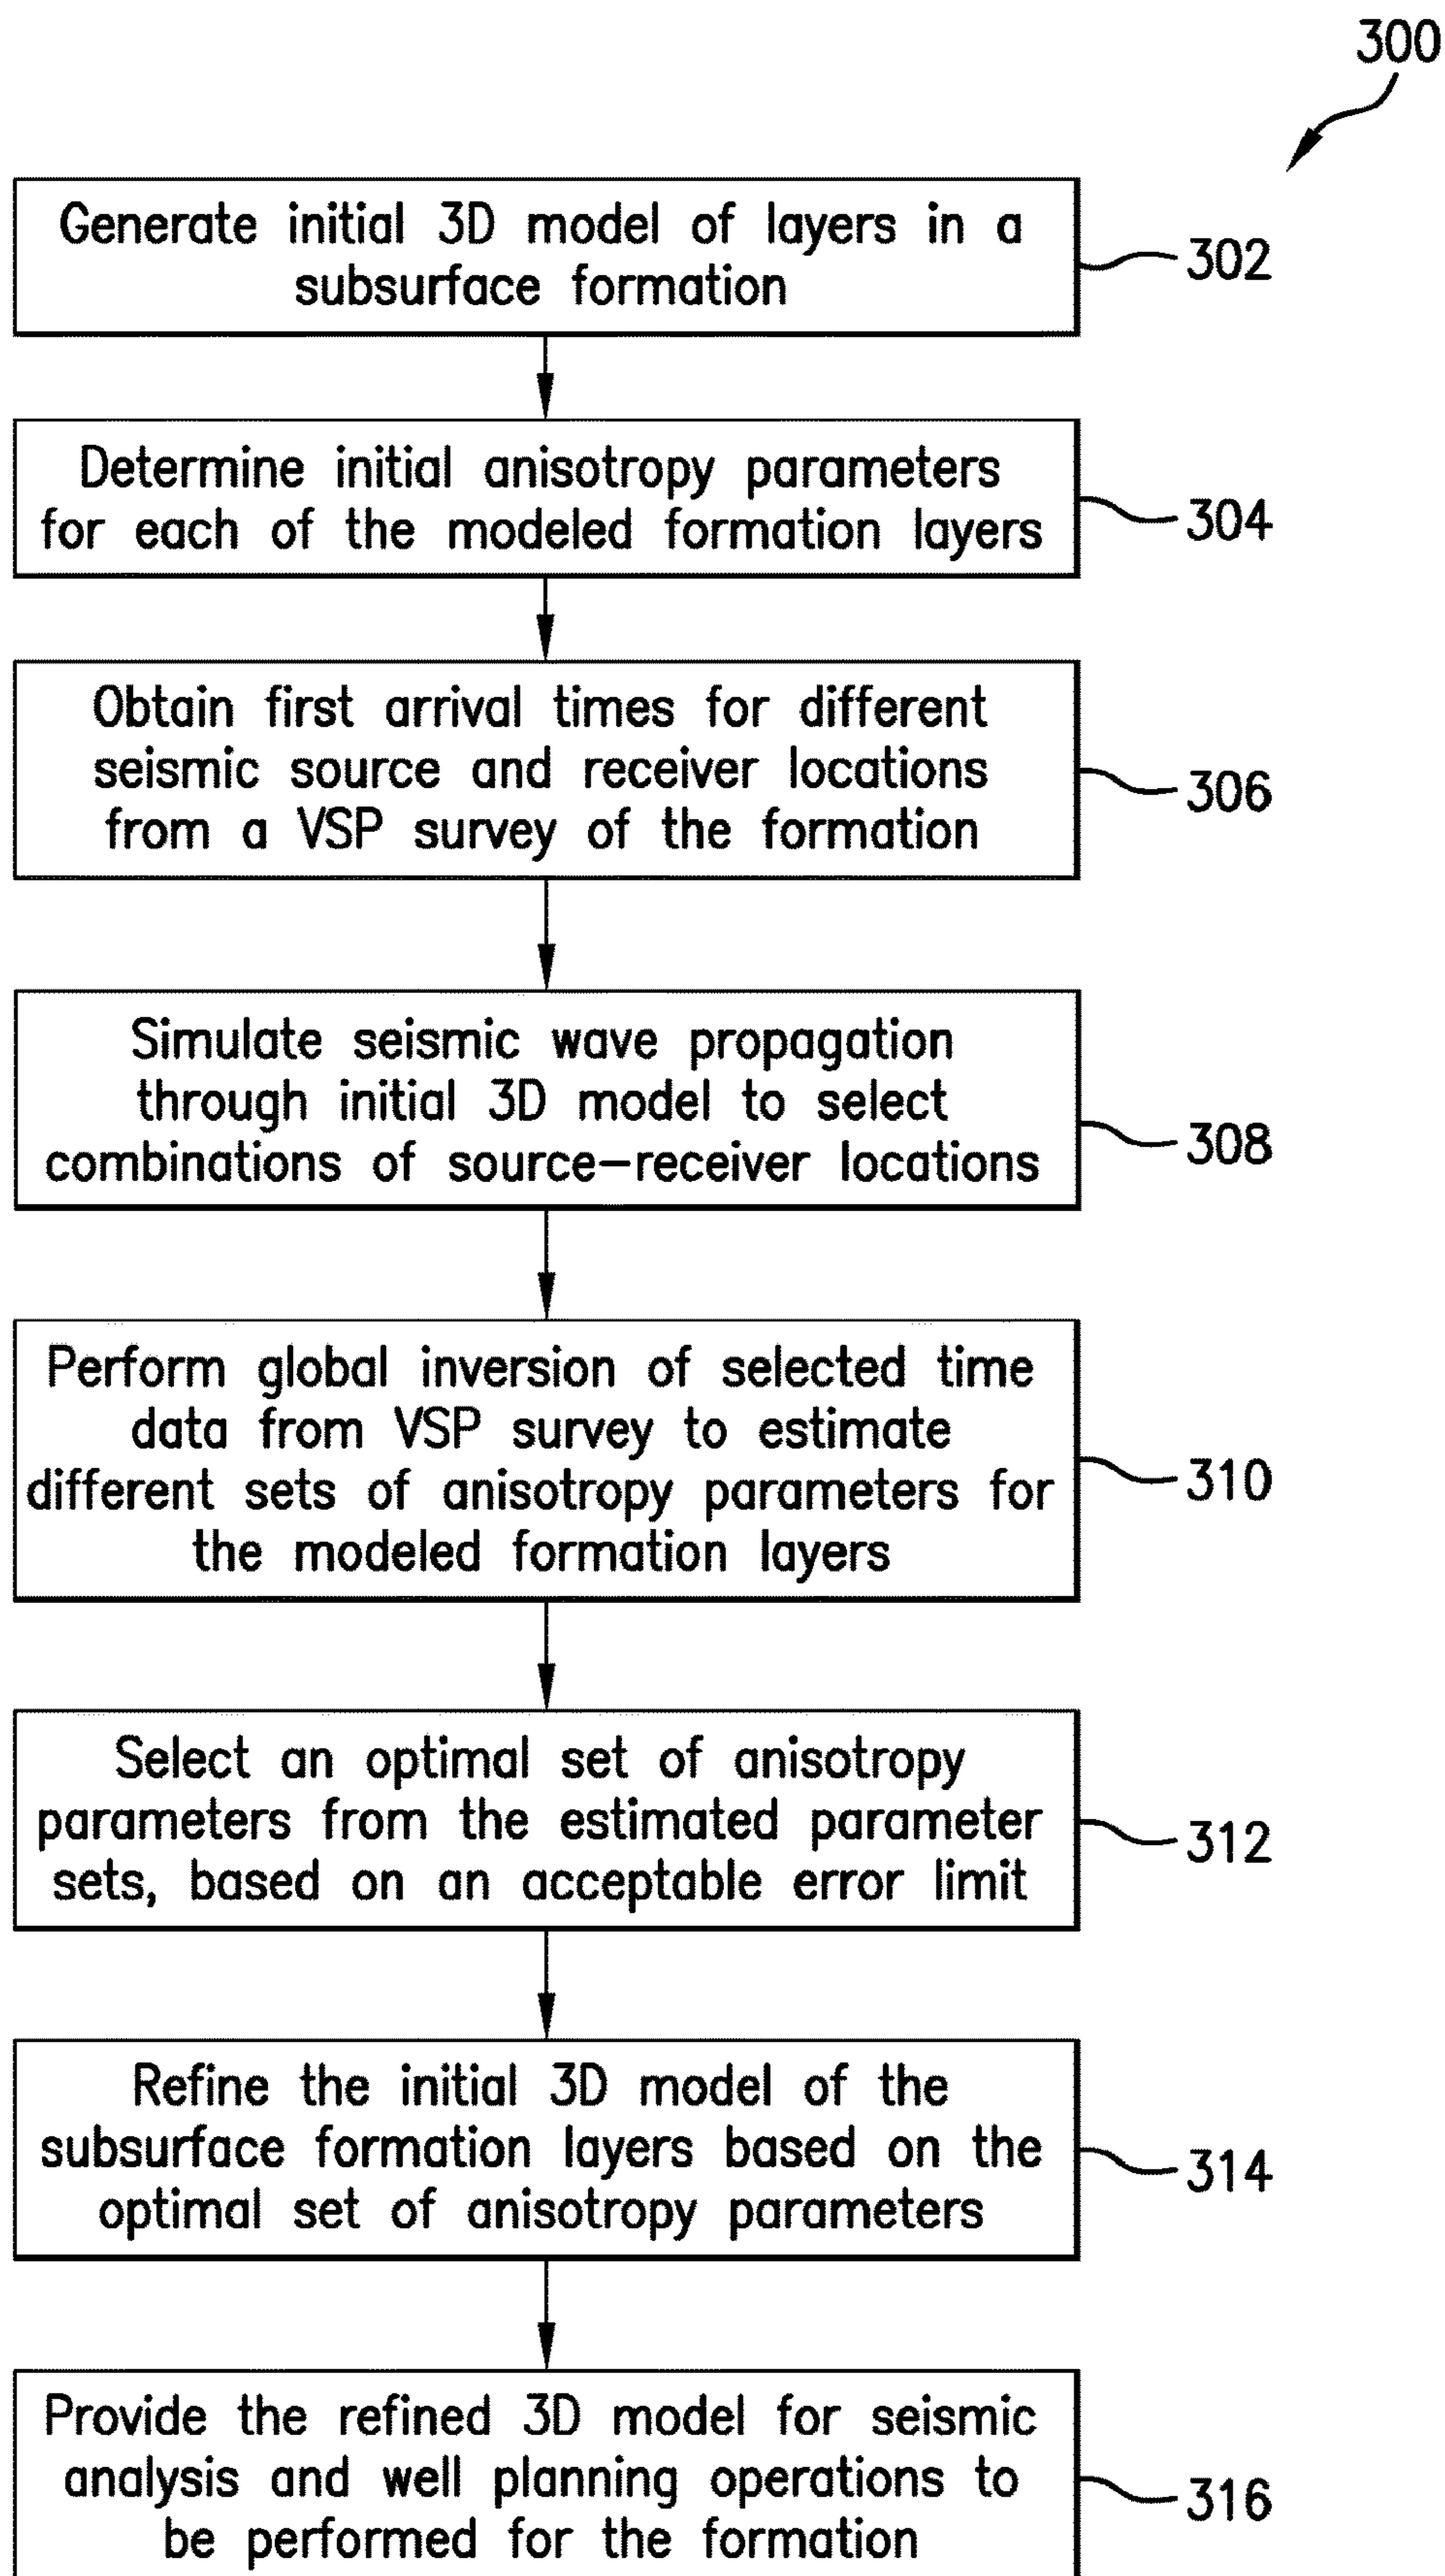 300
Generate initial 3D model of layers in a
subsurface formation
302
Determine initial anisotropy parameters
for each of the modeled formation layers
304
Obtain first arrival times for different
seismic source and receiver locations
from a VSP survey of the formation
306
Simulate seismic wave propagation
through initial 3D model to select
combinations of source-receiver locations
308
Perform global inversion of selected time
data from VSP survey to estimate
different sets of anisotropy parameters for
the modeled formation layers
310
Select an optimal set of anisotropy
parameters from the estimated parameter
sets, based on an acceptable error limit
312
Refine the initial 3D model of the
subsurface formation layers based on the
optimal set of anisotropy parameters
314
Provide the refined 3D model for seismic
analysis and well planning operations to
be performed for the formation
316